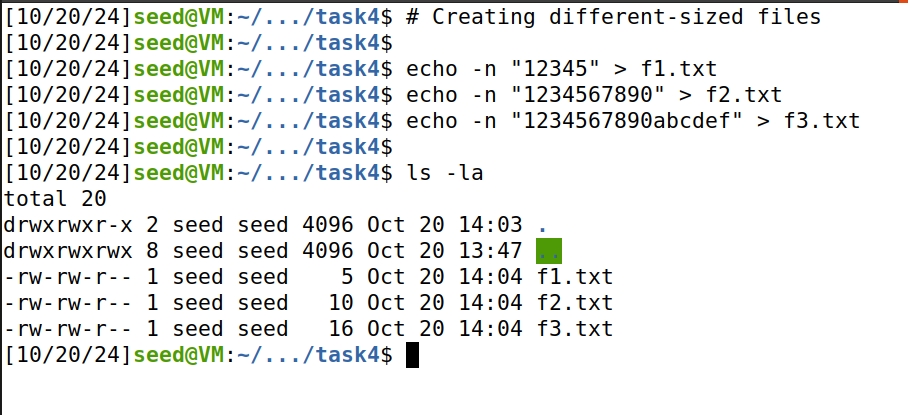 [10/20/24]seed@VM:~/.../task4$ # Creating different-sized files
[10/20/24]seed@VM:~/.../task4$
[10/20/24]seed@VM:~/.../task4$ echo -n "12345" > f1.txt
[10/20/24]seed@VM:~/.../task4$ echo -n "1234567890" > f2.txt
[10/20/24]seed@VM:~/.../task4$ echo -n "1234567890abcdef" > f3.txt
[10/20/24]seed@VM:~/.../task4$
[10/20/24]seed@VM:~/.../task4$ ls -la
total 20
drwxrwxr-x 2 seed seed 4096 Oct 20 14:03 .
drwxrwxrwx 8 seed seed 4096 Oct 20 13:47 ..
-rw-rw-r-- 1 seed seed    5 Oct 20 14:04 f1.txt
-rw-rw-r-- 1 seed seed   10 Oct 20 14:04 f2.txt
-rw-rw-r-- 1 seed seed   16 Oct 20 14:04 f3.txt
[10/20/24]seed@VM:~/.../task4$